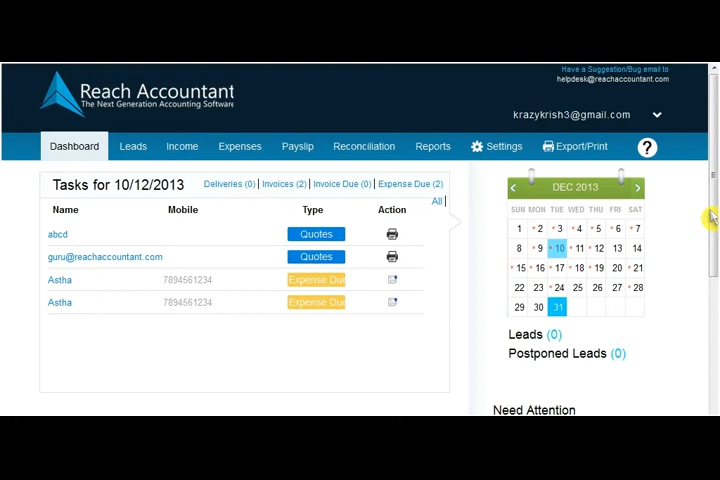 Have a Suggestion/Bug email to
helpdesk@reachaccountant.com
Reach Accountant
The Next Generation Accounting Software
krazykrish3@gmail.com
Dashboard Leads Income Expenses Payslip Reconciliation Reports Settings Export/Print ?
Tasks for 10/12/2013 Deliveries (0) Invoices (2) Invoice Due (0) Expense Due (2)
All
Name Mobile Type Action
abcd Quotes
guru@reachaccountant.com Quotes
Astha 7894561234 Expense Due
Astha 7894561234 Expense Due
DEC 2013
SUN MON TUE WED THU FRI SAT
1 2 3 4 5 6 7
8 9 10 11 12 13 14
15 16 17 18 19 20 21
22 23 24 25 26 27 28
29 30 31
Leads (0)
Postponed Leads (0)
Need Attention